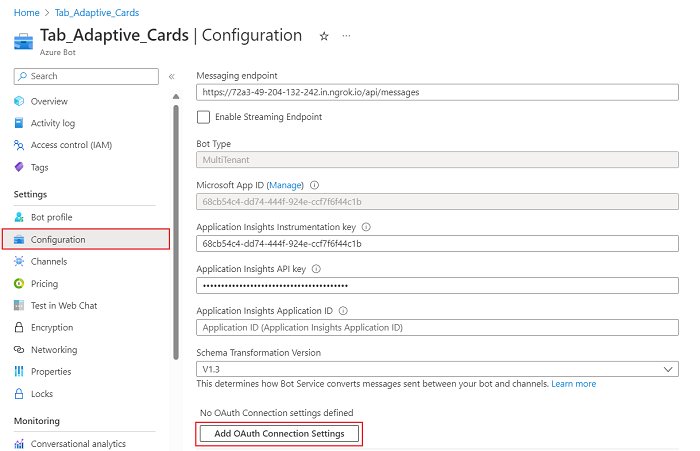 Home > Tab_Adaptive_Cards
Tab_Adaptive_Cards | Configuration
Azure Bot
Search
Overview
Activity log
Access control (IAM)
Tags
Settings
Bot profile
Configuration
Channels
Pricing
Test in Web Chat
Encryption
Networking
Properties
Locks
Monitoring
Conversational analytics
Messaging endpoint
https://72a3-49-204-132-242.in.ngrok.io/api/messages
Enable Streaming Endpoint
Bot Type
MultiTenant
Microsoft App ID (Manage)
68cb54c4-dd74-444f-924e-ccf7f6f44c1b
Application Insights Instrumentation key
68cb54c4-dd74-444f-924e-ccf7f6f44c1b
Application Insights API key
Application Insights Application ID
Application ID (Application Insights Application ID)
Schema Transformation Version
V1.3
This determines how Bot Service converts messages sent between your bot and channels. Learn more
No OAuth Connection settings defined
Add OAuth Connection Settings